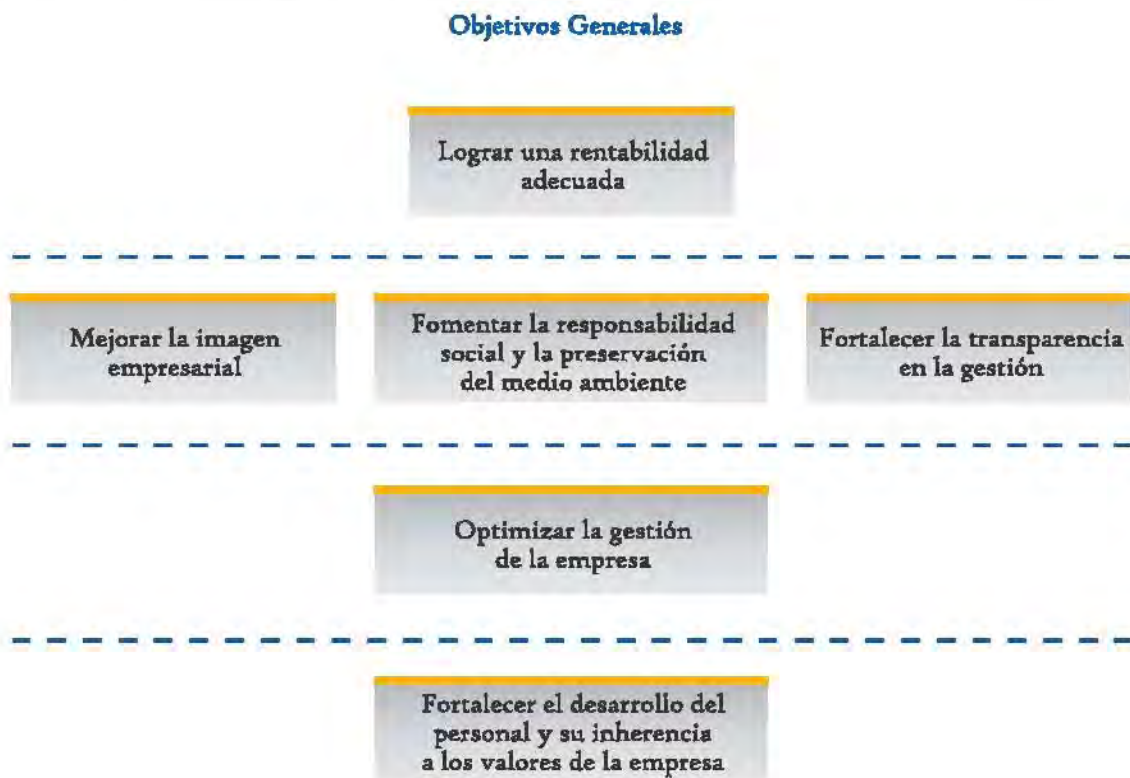 Objetivos Generales
Lograr una rentabilidad
adecuada
Mejorar la imagen
empresarial
Fomentar la responsabilidad
social y la preservación
del medio ambiente
Fortalecer la transparencia
en la gestión
Optimizar la gestión
de la empresa
Fortalecer el desarrollo del
personal y su inherencia
a los valores de la empresa